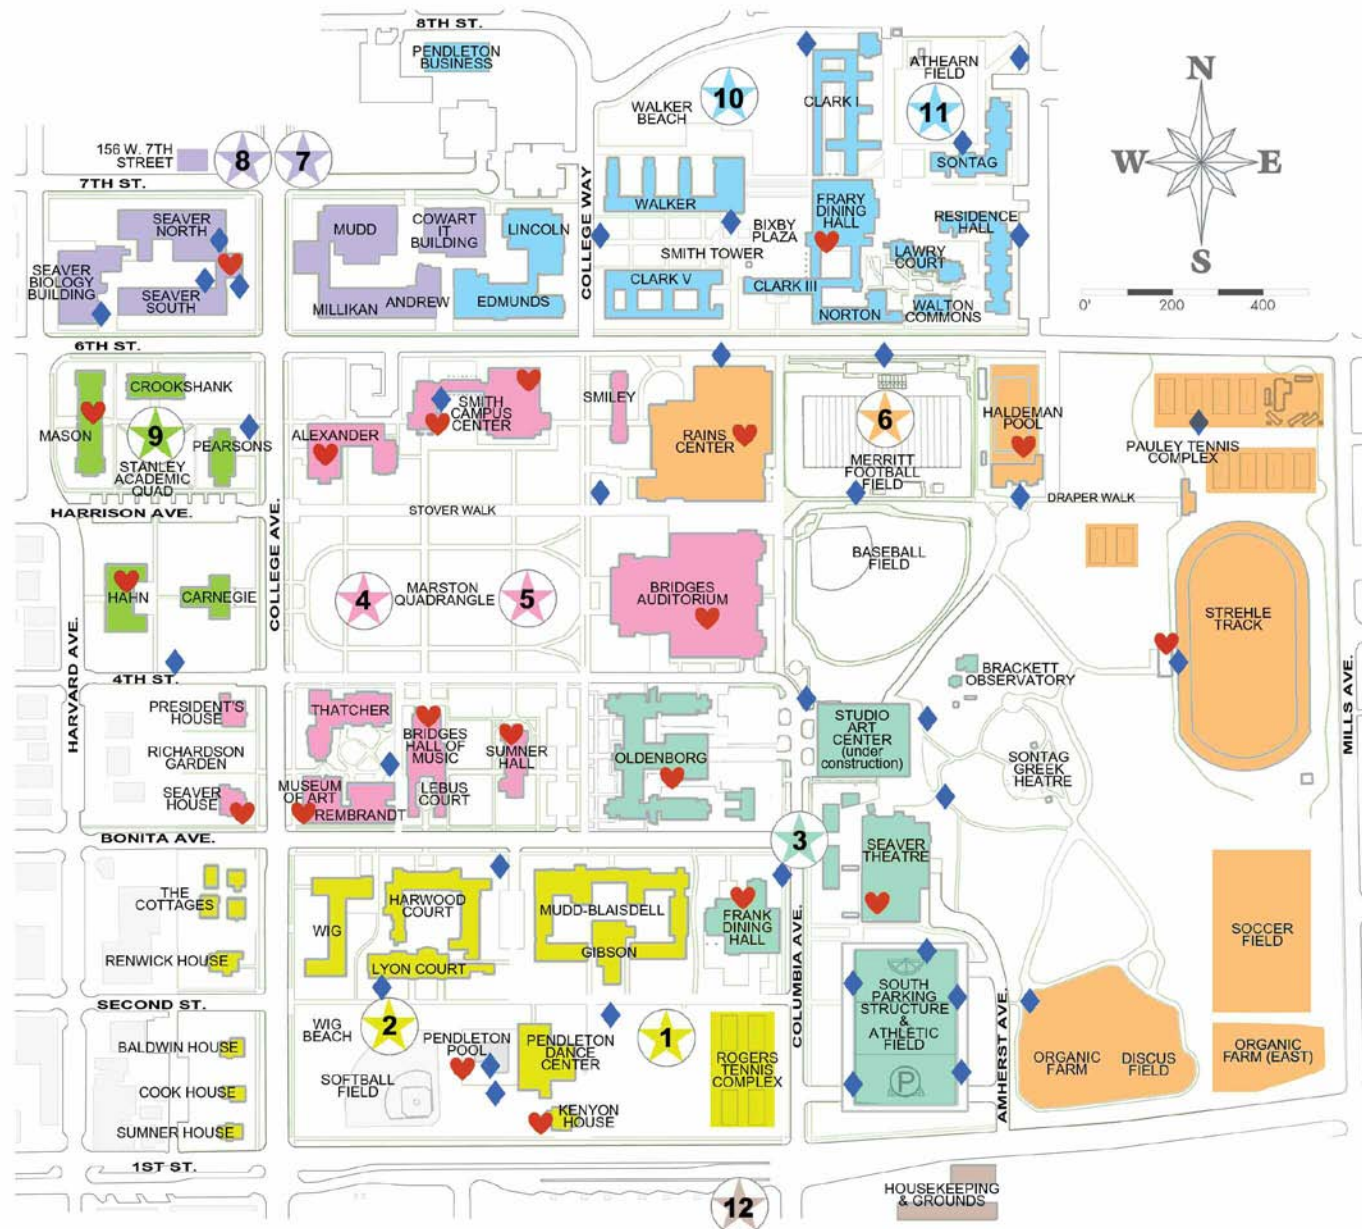 8TH ST.
PENDLETON
BUSINESS
ATHEARN
FIELD
N
10
CLARK I
WALKER
BEACH
11
156 W. 7TH
STREET
8
7
W
E
SONTAG
7TH ST.
COLLEGE WAY
WALKER
FRARY
DINING
HALL
SEAVER
NORTH
MUDD
COWART
IT
BUILDING
LINCOLN
BIXBY
PLAZA
RESIDENCE
HALL
SMITH TOWER
LAWRY
COURT
S
SEAVER
BIOLOGY
BUILDING
SEAVER
SOUTH
MILLIKAN
ANDREW
EDMUNDS
CLARK V
CLARK III
NORTON
WALTON
COMMONS
0'
200
400
6TH ST.
CROOKSHANK
SMITH
CAMPUS
CENTER
SMILEY
6
HALDEMAN
POOL
MASON
9
PEARSONS
ALEXANDER
RAINS
CENTER
MERRITT
FOOTBALL
FIELD
PAULEY TENNIS
COMPLEX
STANLEY
ACADEMIC
QUAD
HARRISON AVE.
STOVER WALK
DRAPER WALK
COLLEGE AVE.
BASEBALL
FIELD
HAHN
CARNEGIE
4
MARSTON
QUADRANGLE
5
BRIDGES
AUDITORIUM
STREHLE
TRACK
HARVARD AVE.
4TH ST.
BRACKETT
OBSERVATORY
MILLS AVE.
PRESIDENT'S
HOUSE
THATCHER
BRIDGES
HALL OF
MUSIC
SUMNER
HALL
OLDENBORG
STUDIO
ART
CENTER
(under
construction)
RICHARDSON
GARDEN
SONTAG
GREEK
HEATRE
SEAVER
HOUSE
MUSEUM
OF ART
REMBRANDT
LEBUS
COURT
BONITA AVE.
3
SEAVER
THEATRE
THE
COTTAGES
WIG
HARWOOD
COURT
MUDD-BLAISDELL
FRANK
DINING
HALL
SOCCER
FIELD
RENWICK HOUSE
LYON COURT
GIBSON
COLUMBIA AVE.
SECOND ST.
SOUTH
PARKING
STRUCTURE
&
ATHLETIC
FIELD
P
AMHERST AVE.
WIG
BEACH
2
PENDLETON
POOL
PENDLETON
DANCE
CENTER
1
ROGERS
TENNIS
COMPLEX
BALDWIN HOUSE
ORGANIC
FARM
DISCUS
FIELD
ORGANIC
FARM (EAST)
SOFTBALL
FIELD
COOK HOUSE
KENYON
HOUSE
SUMNER HOUSE
1ST ST.
12
HOUSEKEEPING
& GROUNDS